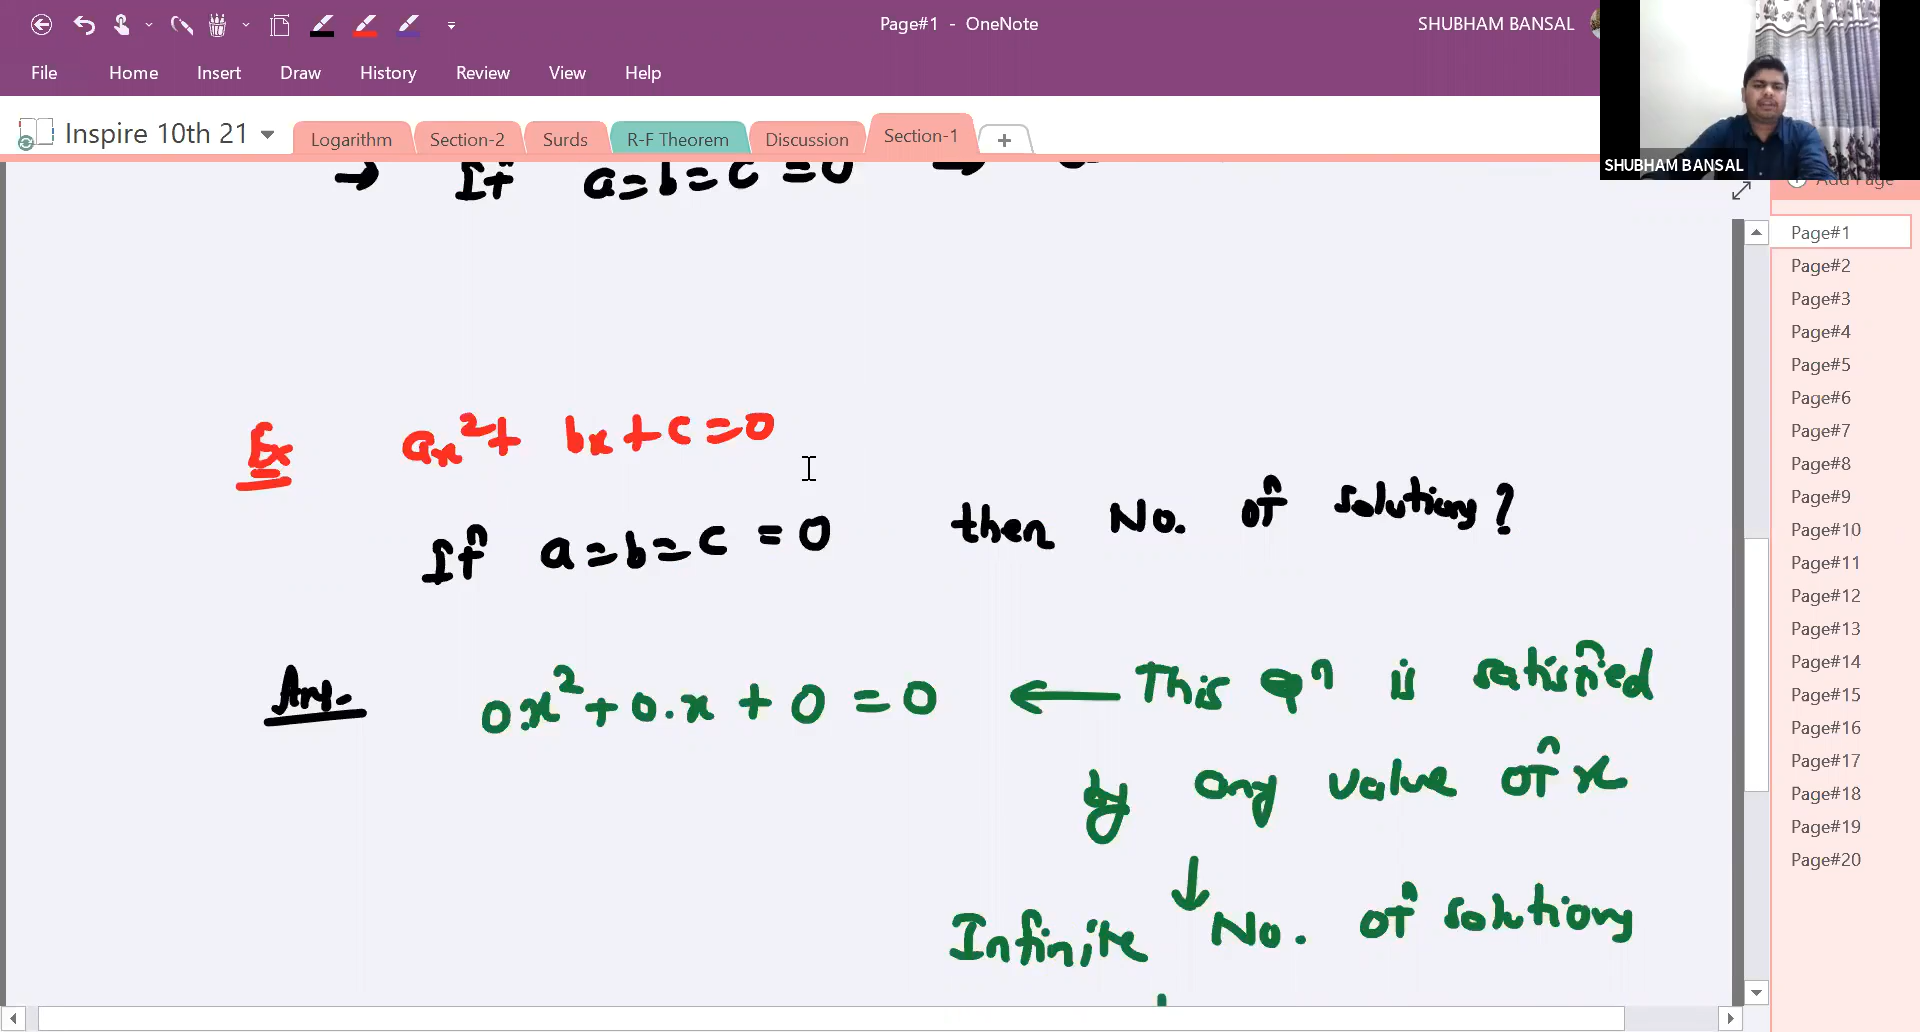 Page#1 - OneNote
SHUBHAM BANSAL
File Home Insert Draw History Review View Help
Inspire 10th 21
Logarithm Section-2 Surds R-F Theorem Discussion Section-1 +
SHUBHAM BANSAL
Add Page
→ If a=b=c=0 →
Ex ax²+ bx+c=0
If a=b=c=0 then No. of solutions?
Ans. 0x²+0.x+0=0 ← This eqⁿ is satisfied
by any value of x
↓
Infinite No. of solutions
Page#1
Page#2
Page#3
Page#4
Page#5
Page#6
Page#7
Page#8
Page#9
Page#10
Page#11
Page#12
Page#13
Page#14
Page#15
Page#16
Page#17
Page#18
Page#19
Page#20